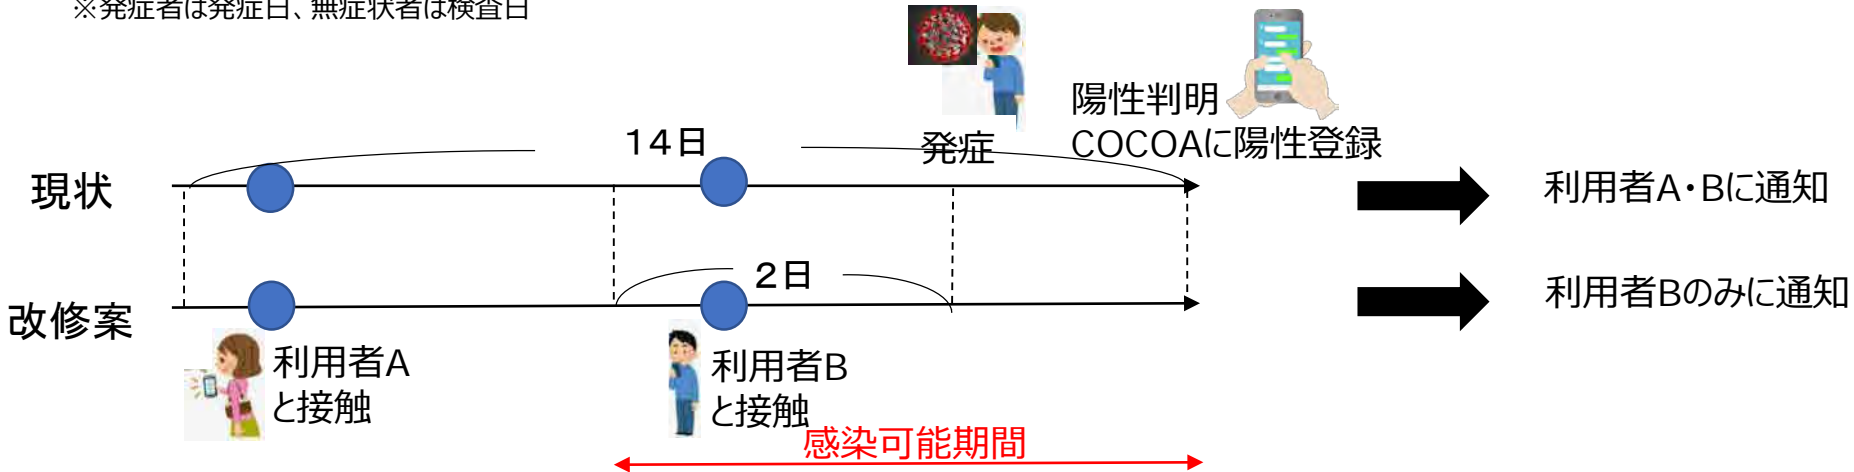 ※発症者は発症日、無症状者は検査日
陽性判明
COCOAに陽性登録
発症
14日
現状
利用者A・Bに通知
2日
改修案
利用者Bのみに通知
利用者A
と接触
利用者B
と接触
感染可能期間